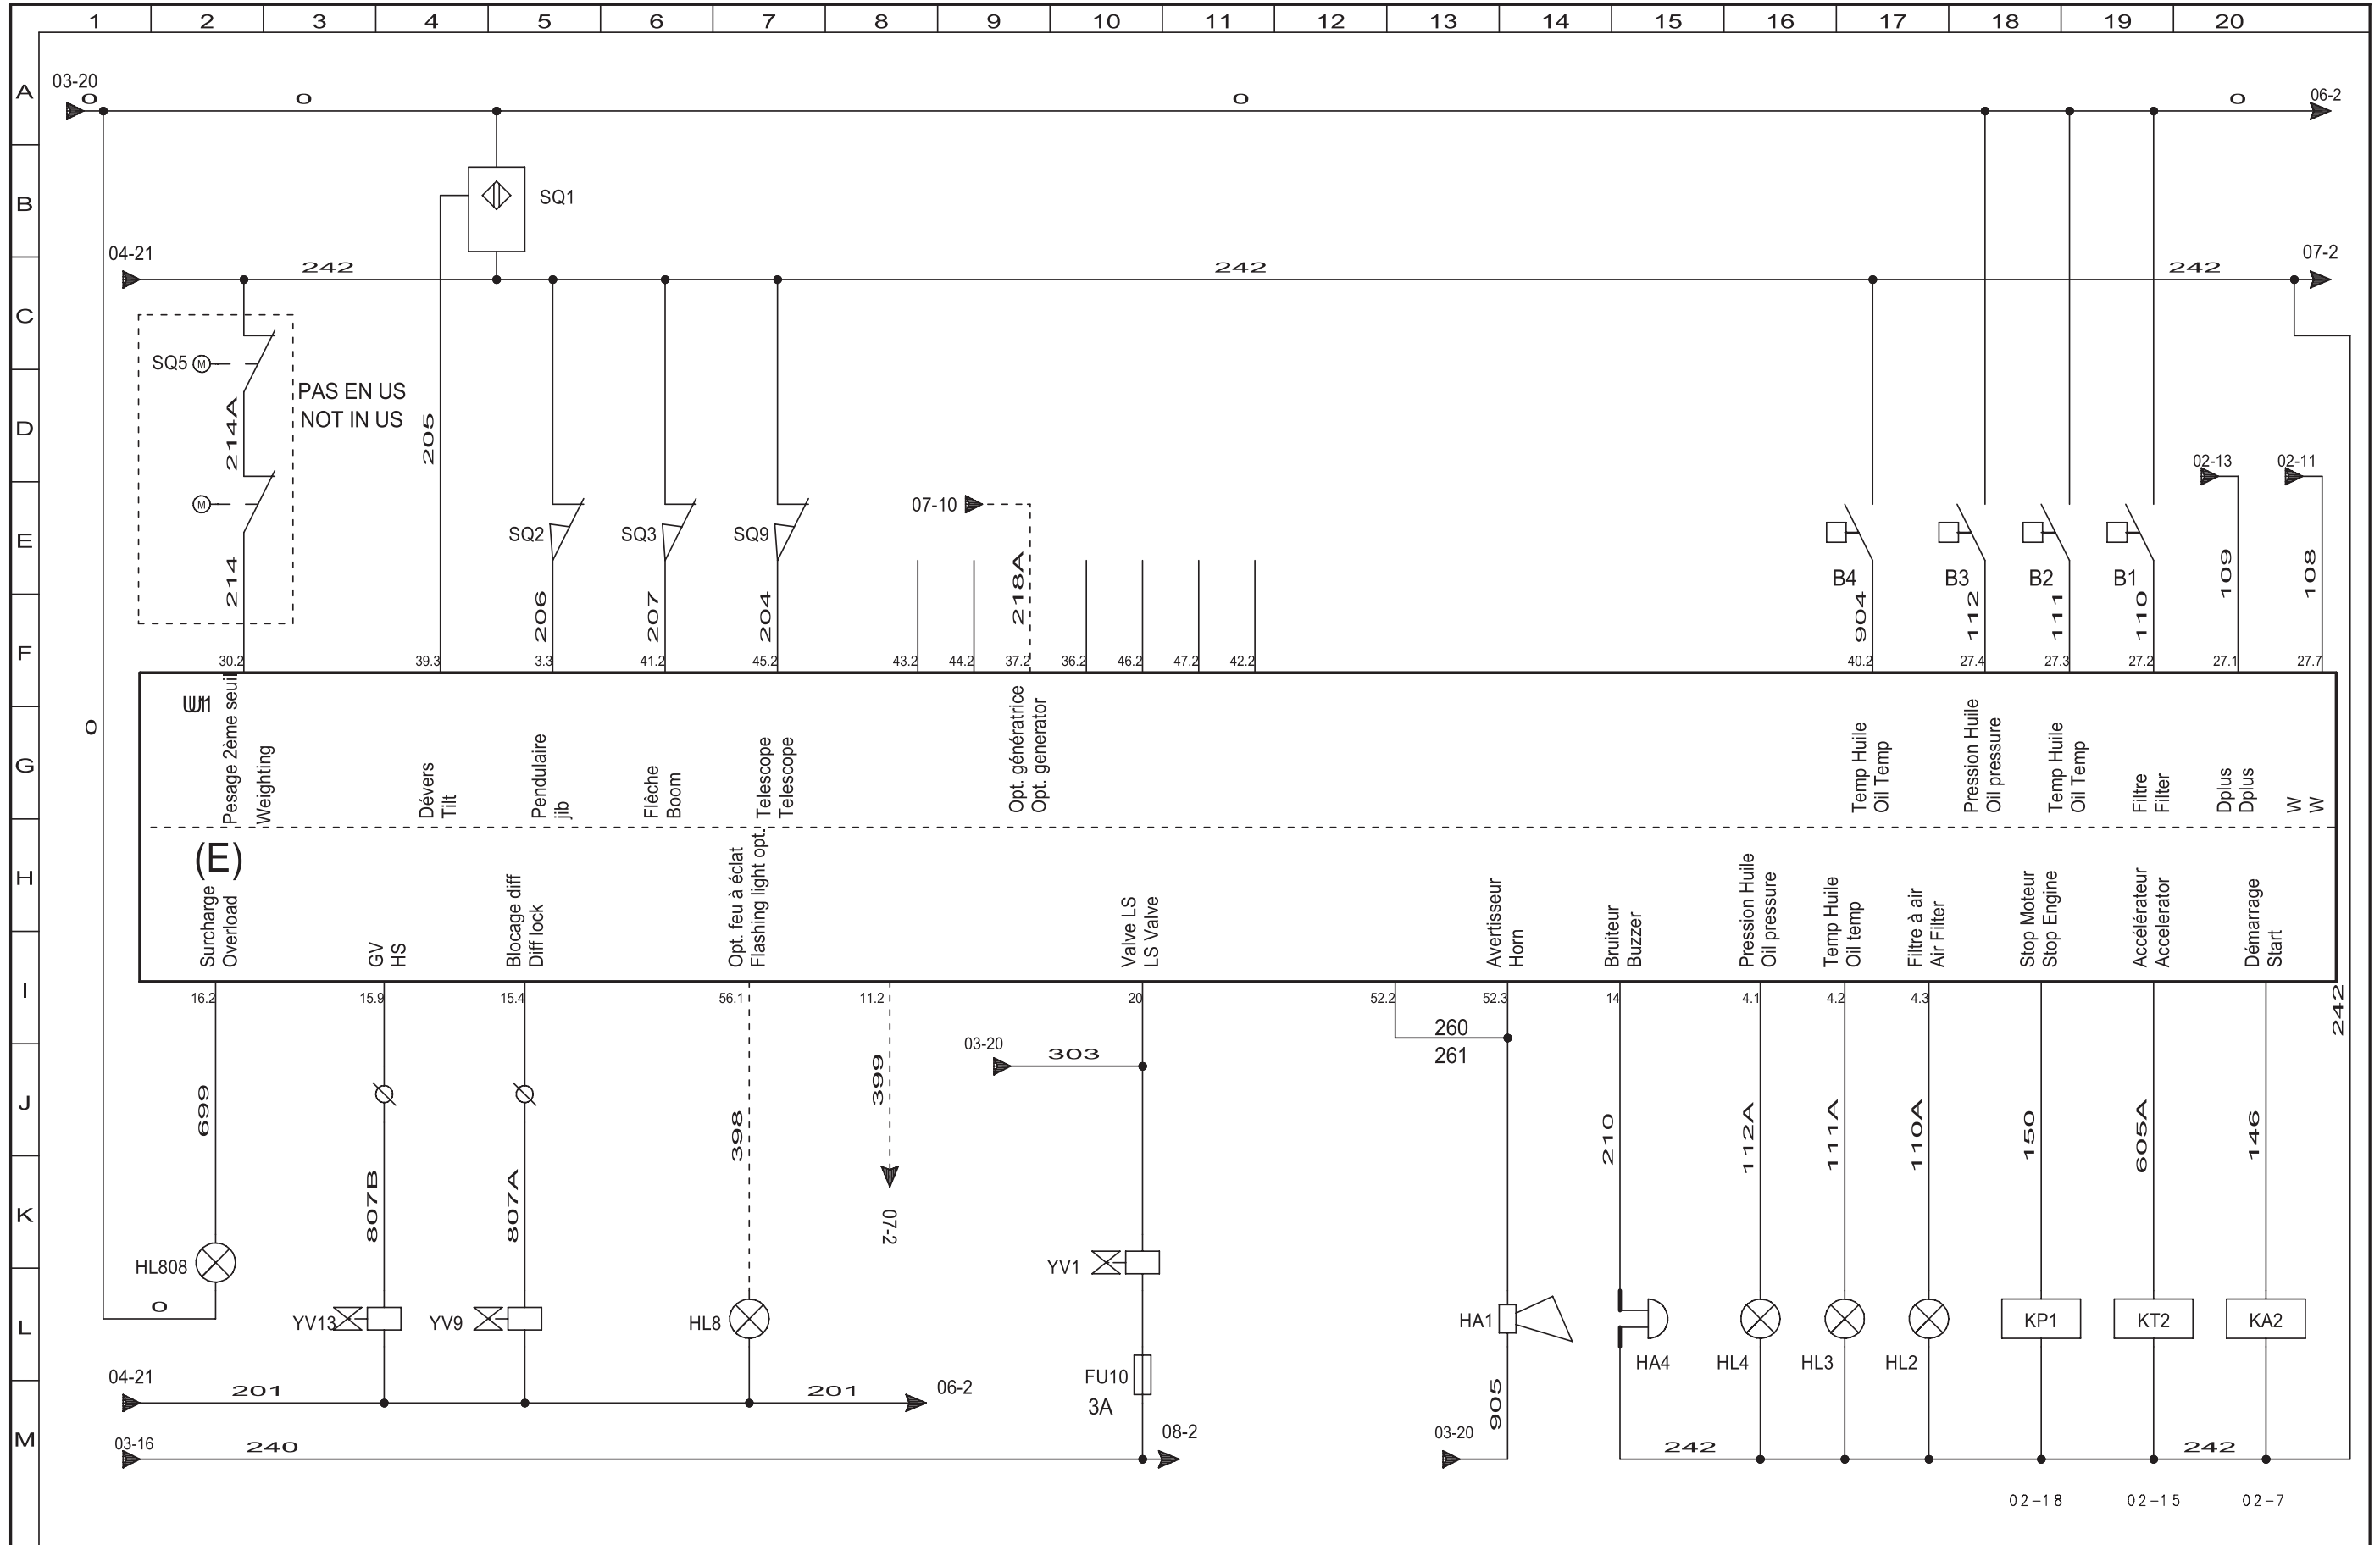 1 2 3 4 5 6 7 8 9 10 11 12 13 14 15 16 17 18 19 20
A
03-20
0 0 0 0
06-2
B
SQ1
04-21
242 242 242
07-2
C
SQ5 M
PAS EN US
NOT IN US
D
214A
205
02-13 02-11
M
07-10
E
SQ2 SQ3 SQ9
B4 B3 B2 B1
214
206
207
204
218A
904
112
111
110
109
108
F
30.2 39.3 3.3 41.2 45.2 43.2 44.2 37.2 36.2 46.2 47.2 42.2 40.2 27.4 27.3 27.2 27.1 27.7
0
G
Pesage 2ème seuil
Weighting
Dévers
Tilt
Pendulaire
jib
Flêche
Boom
Telescope
Telescope
Opt. génératrice
Opt. generator
Temp Huile
Oil Temp
Pression Huile
Oil pressure
Temp Huile
Oil Temp
Filtre
Filter
Dplus
Dplus
W
W
H
(E)
Surcharge
Overload
GV
HS
Blocage diff
Diff lock
Opt. feu à éclat
Flashing light opt.
Valve LS
LS Valve
Avertisseur
Horn
Bruiteur
Buzzer
Pression Huile
Oil pressure
Temp Huile
Oil temp
Filtre à air
Air Filter
Stop Moteur
Stop Engine
Accélérateur
Accelerator
Démarrage
Start
I
16.2 15.9 15.4 56.1 11.2 20 52.2 52.3 14 4.1 4.2 4.3
242
260
261
03-20
303
J
699
807B
807A
398
399
210
112A
111A
110A
150
605A
146
K
07-2
HL808
YV1
0
L
YV13 YV9 HL8 HA1 KP1 KT2 KA2
HA4 HL4 HL3 HL2
FU10
3A
04-21
201 201
06-2
905
M
03-16
240
08-2
03-20
242 242
02-18 02-15 02-7